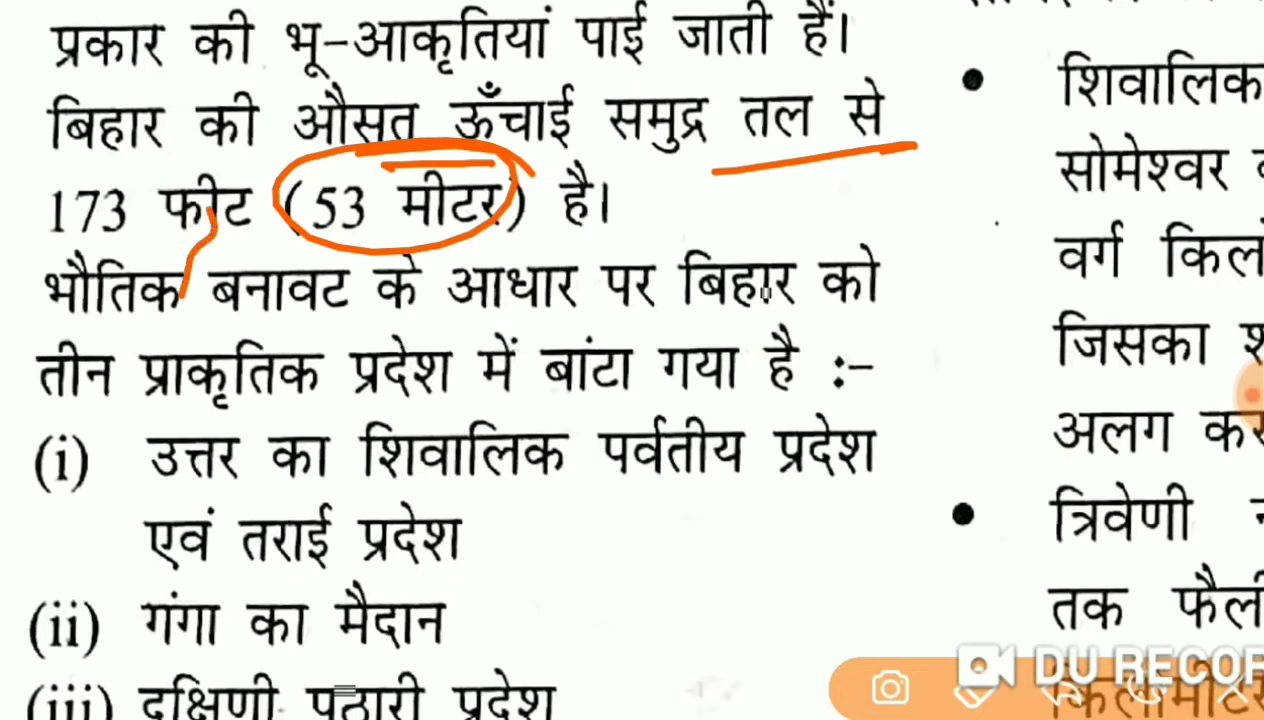 प्रकार की भू-आकृतियां पाई जाती हैं।
बिहार की औसत ऊँचाई समुद्र तल से
173 फीट (53 मीटर) है।
भौतिक बनावट के आधार पर बिहार को
तीन प्राकृतिक प्रदेश में बांटा गया है :-
(i) उत्तर का शिवालिक पर्वतीय प्रदेश
एवं तराई प्रदेश
(ii) गंगा का मैदान
(iii) दक्षिणी पठारी प्रदेश
• शिवालिक
सोमेश्वर
वर्ग
जिसका
अलग
• त्रिवेणी
तक
किलोमीटर
DU RECOR